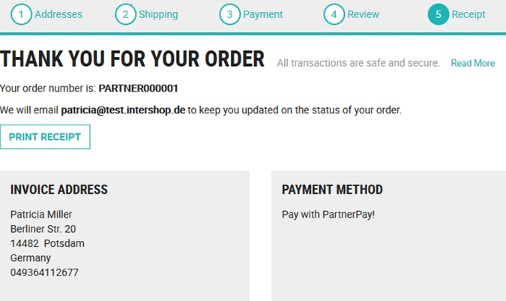 1 Addresses 2 Shipping 3 Payment 4 Review 5 Receipt
THANK YOU FOR YOUR ORDER All transactions are safe and secure. Read More
Your order number is: PARTNER000001
We will email patricia@test.intershop.de to keep you updated on the status of your order.
PRINT RECEIPT
INVOICE ADDRESS
Patricia Miller
Berliner Str. 20
14482 Potsdam
Germany
049364112677
PAYMENT METHOD
Pay with PartnerPay!